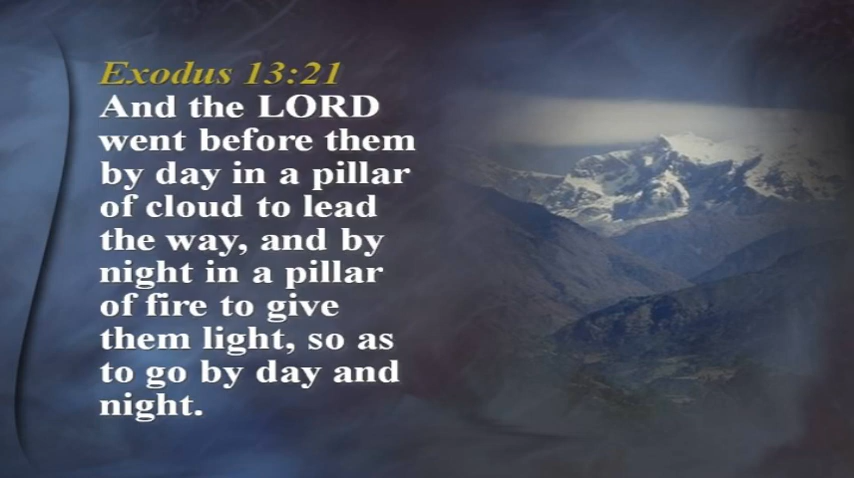 Exodus 13:21
And the LORD
went before them
by day in a pillar
of cloud to lead
the way, and by
night in a pillar
of fire to give
them light, so as
to go by day and
night.